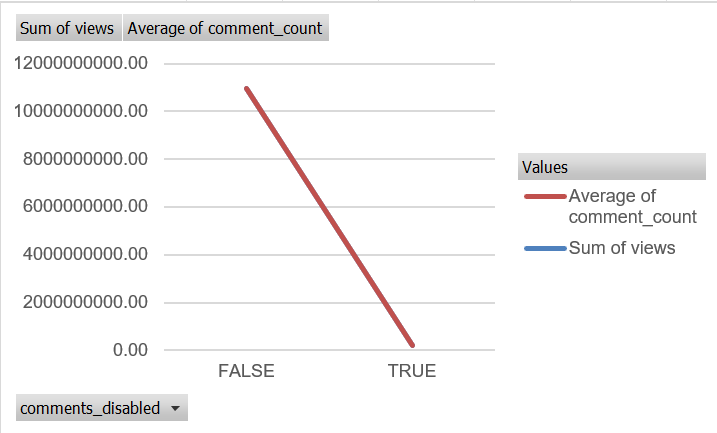 Sum of views Average of comment_count
12000000000.00
10000000000.00
8000000000.00
6000000000.00
4000000000.00
2000000000.00
0.00
FALSE TRUE
Values
Average of
comment_count
Sum of views
comments_disabled